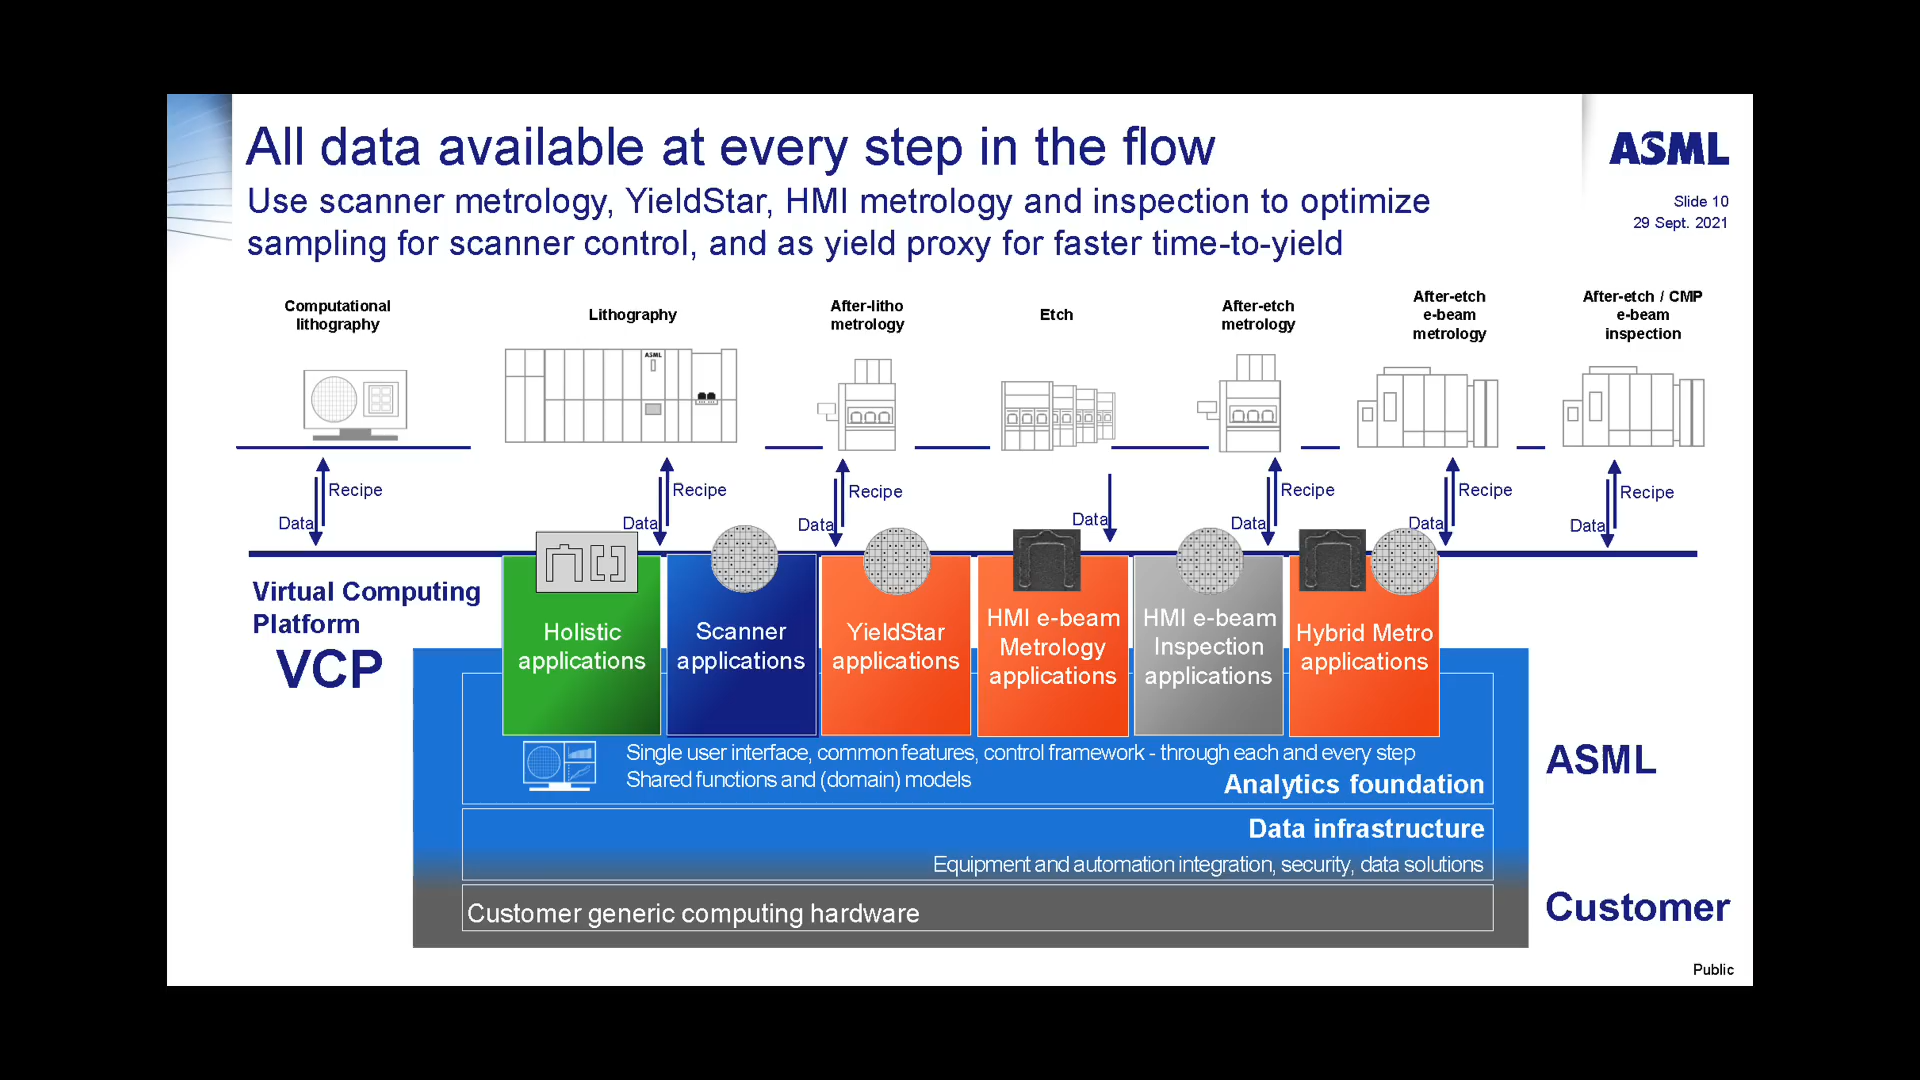 All data available at every step in the flow
Use scanner metrology, YieldStar, HMI metrology and inspection to optimize
sampling for scanner control, and as yield proxy for faster time-to-yield
ASML
Slide 10
29 Sept. 2021
Computational
lithography
Lithography
After-litho
metrology
Etch
After-etch
metrology
After-etch
e-beam
metrology
After-etch / CMP
e-beam
inspection
ASML
Recipe
Data
Recipe
Data
Recipe
Data
Data
Recipe
Data
Recipe
Data
Recipe
Data
Virtual Computing
Platform
VCP
Holistic
applications
Scanner
applications
YieldStar
applications
HMI e-beam
Metrology
applications
HMI e-beam
Inspection
applications
Hybrid Metro
applications
Single user interface, common features, control framework - through each and every step
Shared functions and (domain) models
Analytics foundation
Data infrastructure
Equipment and automation integration, security, data solutions
Customer generic computing hardware
ASML
Customer
Public